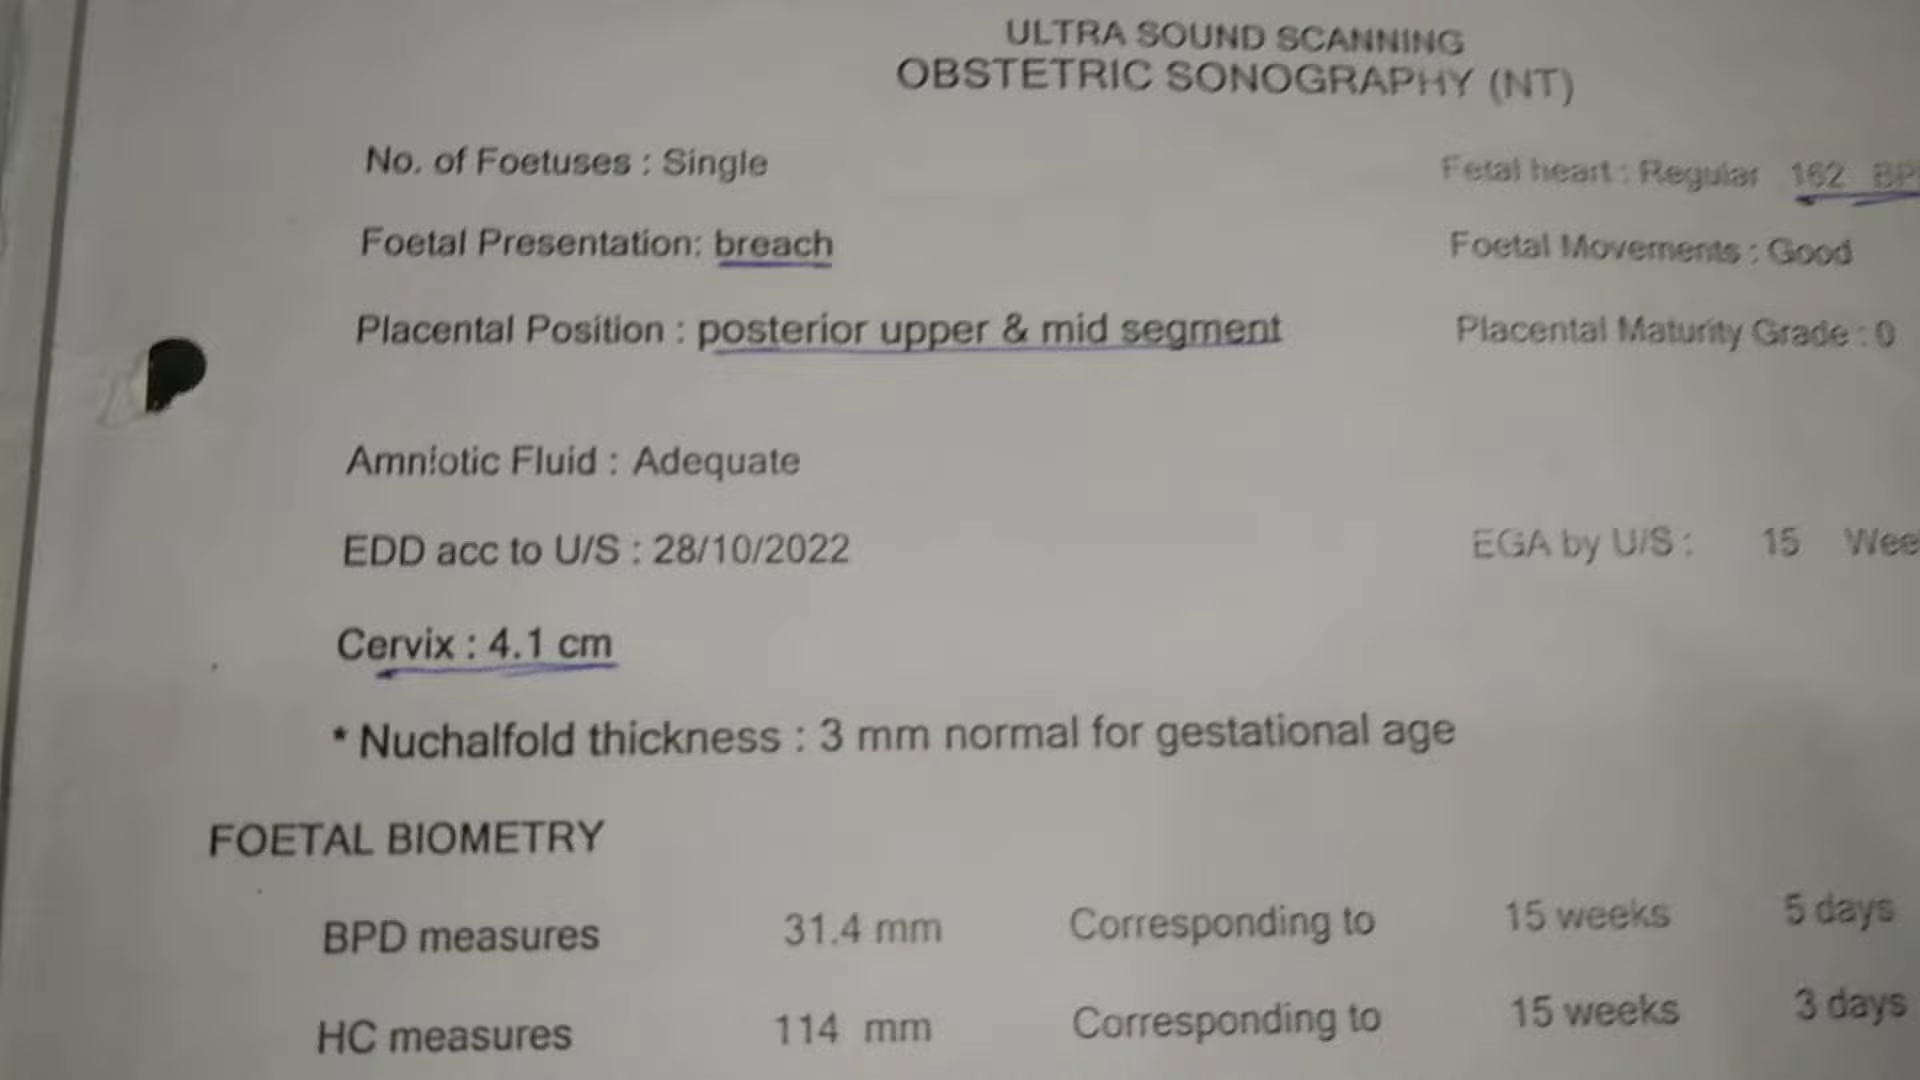 ULTRA SOUND SCANNING
OBSTETRIC SONOGRAPHY (NT)
No. of Foetuses : Single Fetal heart : Regular 162
Foetal Presentation: breach Foetal Movements : Good
Placental Position : posterior upper & mid segment Placental Maturity Grade : 0
Amniotic Fluid : Adequate
EDD acc to U/S : 28/10/2022 EGA by U/S : 15
Cervix : 4.1 cm
* Nuchalfold thickness : 3 mm normal for gestational age
FOETAL BIOMETRY
BPD measures 31.4 mm Corresponding to 15 weeks 5 days
HC measures 114 mm Corresponding to 15 weeks 3 days